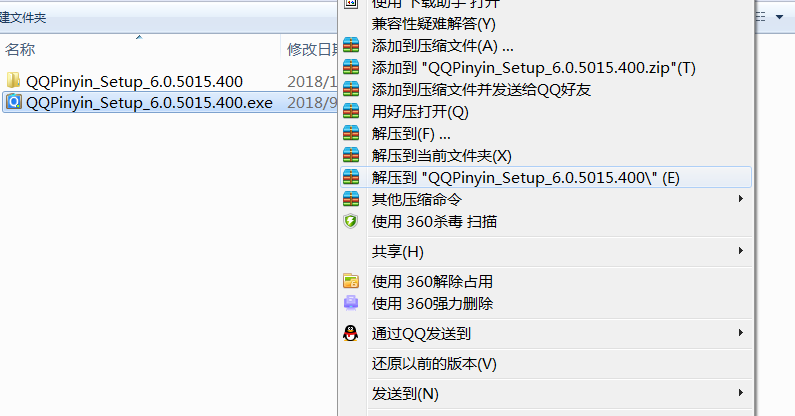 使用 下载助手 打开
建文件夹
兼容性疑难解答(Y)
名称
修改日期
添加到压缩文件(A) ...
添加到 "QQPinyin_Setup_6.0.5015.400.zip"(T)
QQPinyin_Setup_6.0.5015.400
2018/1
添加到压缩文件并发送给QQ好友
QQPinyin_Setup_6.0.5015.400.exe
2018/9
用好压打开(Q)
解压到(F) ...
解压到当前文件夹(X)
解压到 "QQPinyin_Setup_6.0.5015.400\" (E)
其他压缩命令
使用 360杀毒 扫描
共享(H)
使用 360解除占用
使用 360强力删除
通过QQ发送到
还原以前的版本(V)
发送到(N)